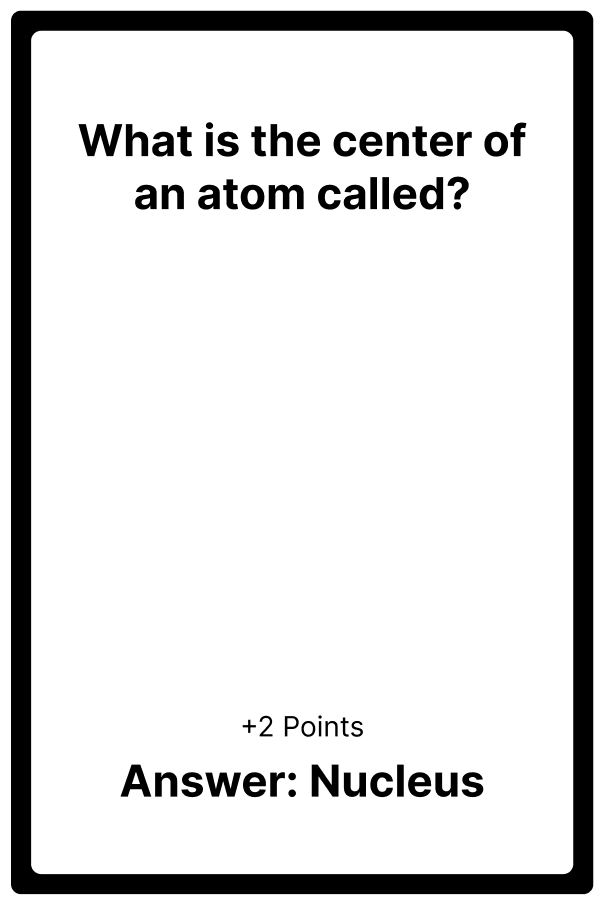 What is the center of
an atom called?
+2 Points
Answer: Nucleus